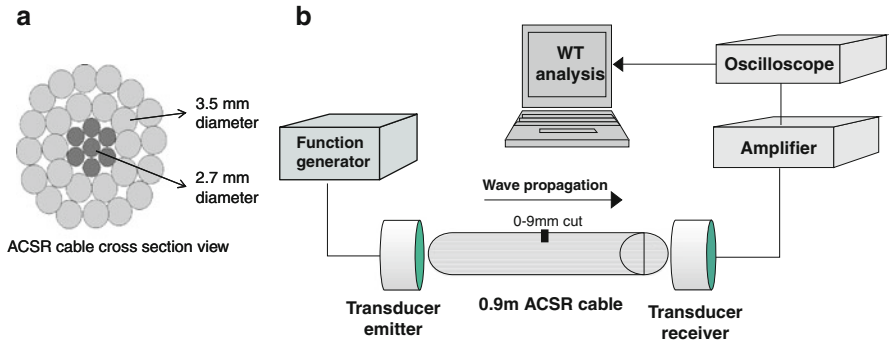 a
3.5 mm
diameter
2.7 mm
diameter
ACSR cable cross section view
b
WT
analysis
Oscilloscope
Function
generator
Amplifier
Wave propagation
0-9mm cut
0.9m ACSR cable
Transducer
emitter
Transducer
receiver